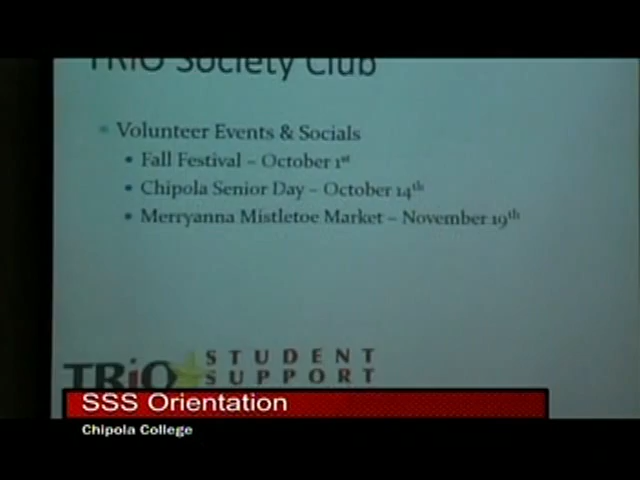 TRiO Society Club
Volunteer Events & Socials
Fall Festival – October 1st
Chipola Senior Day – October 14th
Merryanna Mistletoe Market – November 19th
TRiO STUDENT
SUPPORT
SSS Orientation
Chipola College